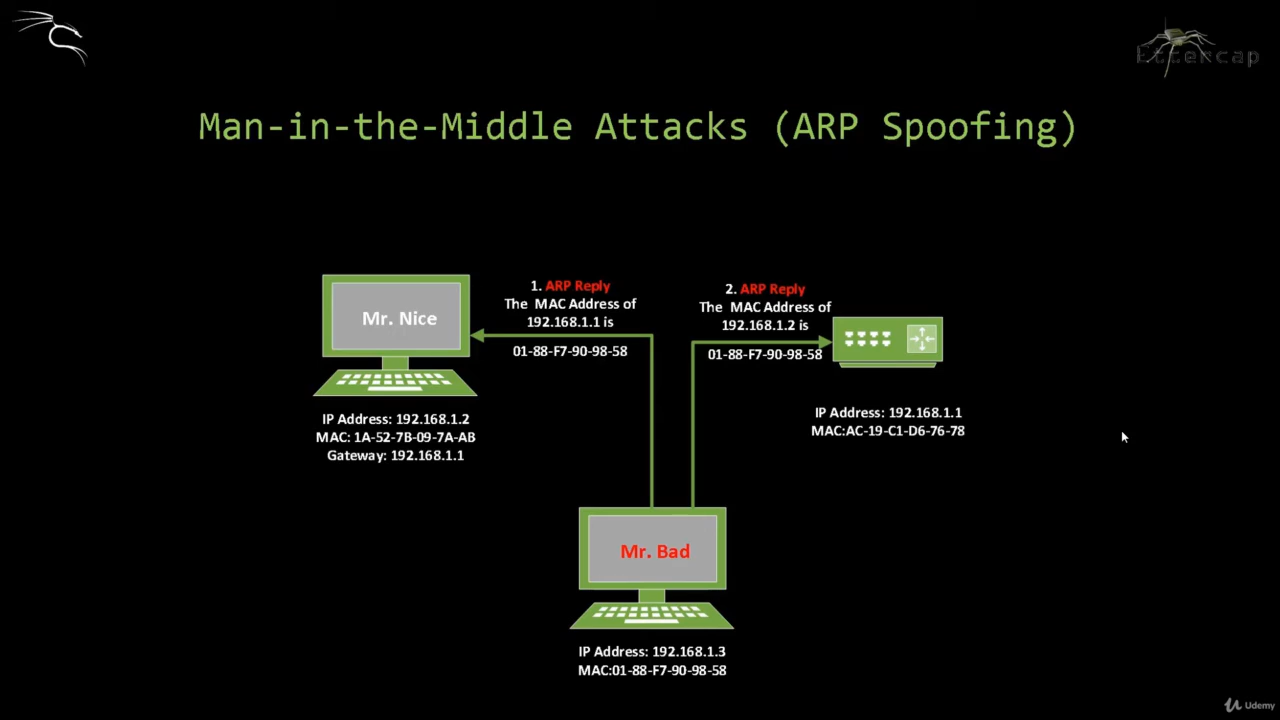 Ettercap
Man-in-the-Middle Attacks (ARP Spoofing)
1. ARP Reply
The MAC Address of
192.168.1.1 is
01-88-F7-90-98-58
2. ARP Reply
The MAC Address of
192.168.1.2 is
01-88-F7-90-98-58
Mr. Nice
IP Address: 192.168.1.2
MAC: 1A-52-7B-09-7A-AB
Gateway: 192.168.1.1
IP Address: 192.168.1.1
MAC:AC-19-C1-D6-76-78
Mr. Bad
IP Address: 192.168.1.3
MAC:01-88-F7-90-98-58
Udemy